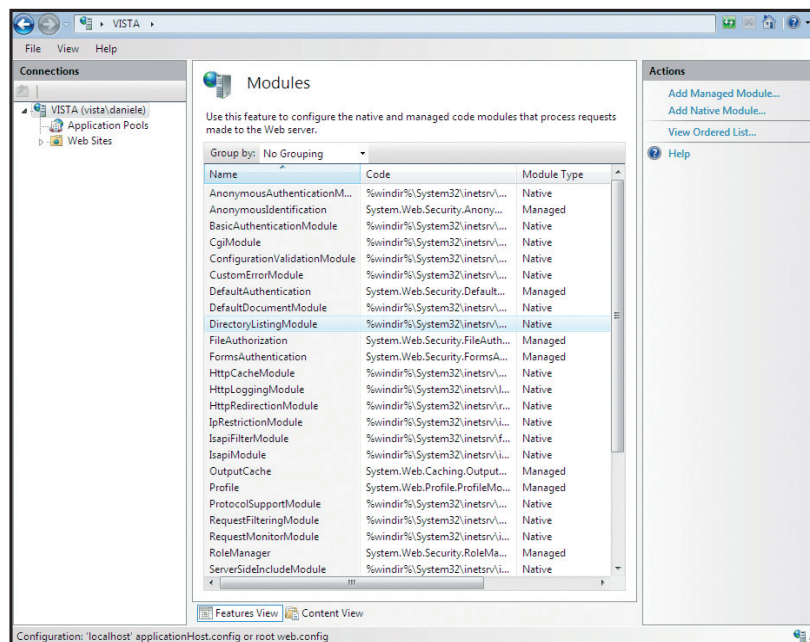 VISTA
File View Help
Connections
VISTA (vista\daniele)
Application Pools
Web Sites
Modules
Use this feature to configure the native and managed code modules that process requests
made to the Web server.
Group by: No Grouping
Name Code Module Type
AnonymousAuthenticationM... %windir%\System32\inetsrv\... Native
AnonymousIdentification System.Web.Security.Anony... Managed
BasicAuthenticationModule %windir%\System32\inetsrv\... Native
CgiModule %windir%\System32\inetsrv\... Native
ConfigurationValidationModule %windir%\System32\inetsrv\... Native
CustomErrorModule %windir%\System32\inetsrv\... Native
DefaultAuthentication System.Web.Security.Default... Managed
DefaultDocumentModule %windir%\System32\inetsrv\... Native
DirectoryListingModule %windir%\System32\inetsrv\... Native
FileAuthorization System.Web.Security.FileAuth... Managed
FormsAuthentication System.Web.Security.FormsA... Managed
HttpCacheModule %windir%\System32\inetsrv\... Native
HttpLoggingModule %windir%\System32\inetsrv\l... Native
HttpRedirectionModule %windir%\System32\inetsrv\r... Native
IpRestrictionModule %windir%\System32\inetsrv\i... Native
IsapiFilterModule %windir%\System32\inetsrv\f... Native
IsapiModule %windir%\System32\inetsrv\i... Native
OutputCache System.Web.Caching.Output... Managed
Profile System.Web.Profile.ProfileMo... Managed
ProtocolSupportModule %windir%\System32\inetsrv\... Native
RequestFilteringModule %windir%\System32\inetsrv\... Native
RequestMonitorModule %windir%\System32\inetsrv\... Native
RoleManager System.Web.Security.RoleMa... Managed
ServerSideIncludeModule %windir%\System32\inetsrv\i... Native
Features View Content View
Actions
Add Managed Module...
Add Native Module...
View Ordered List...
Help
Configuration: 'localhost' applicationHost.config or root web.config